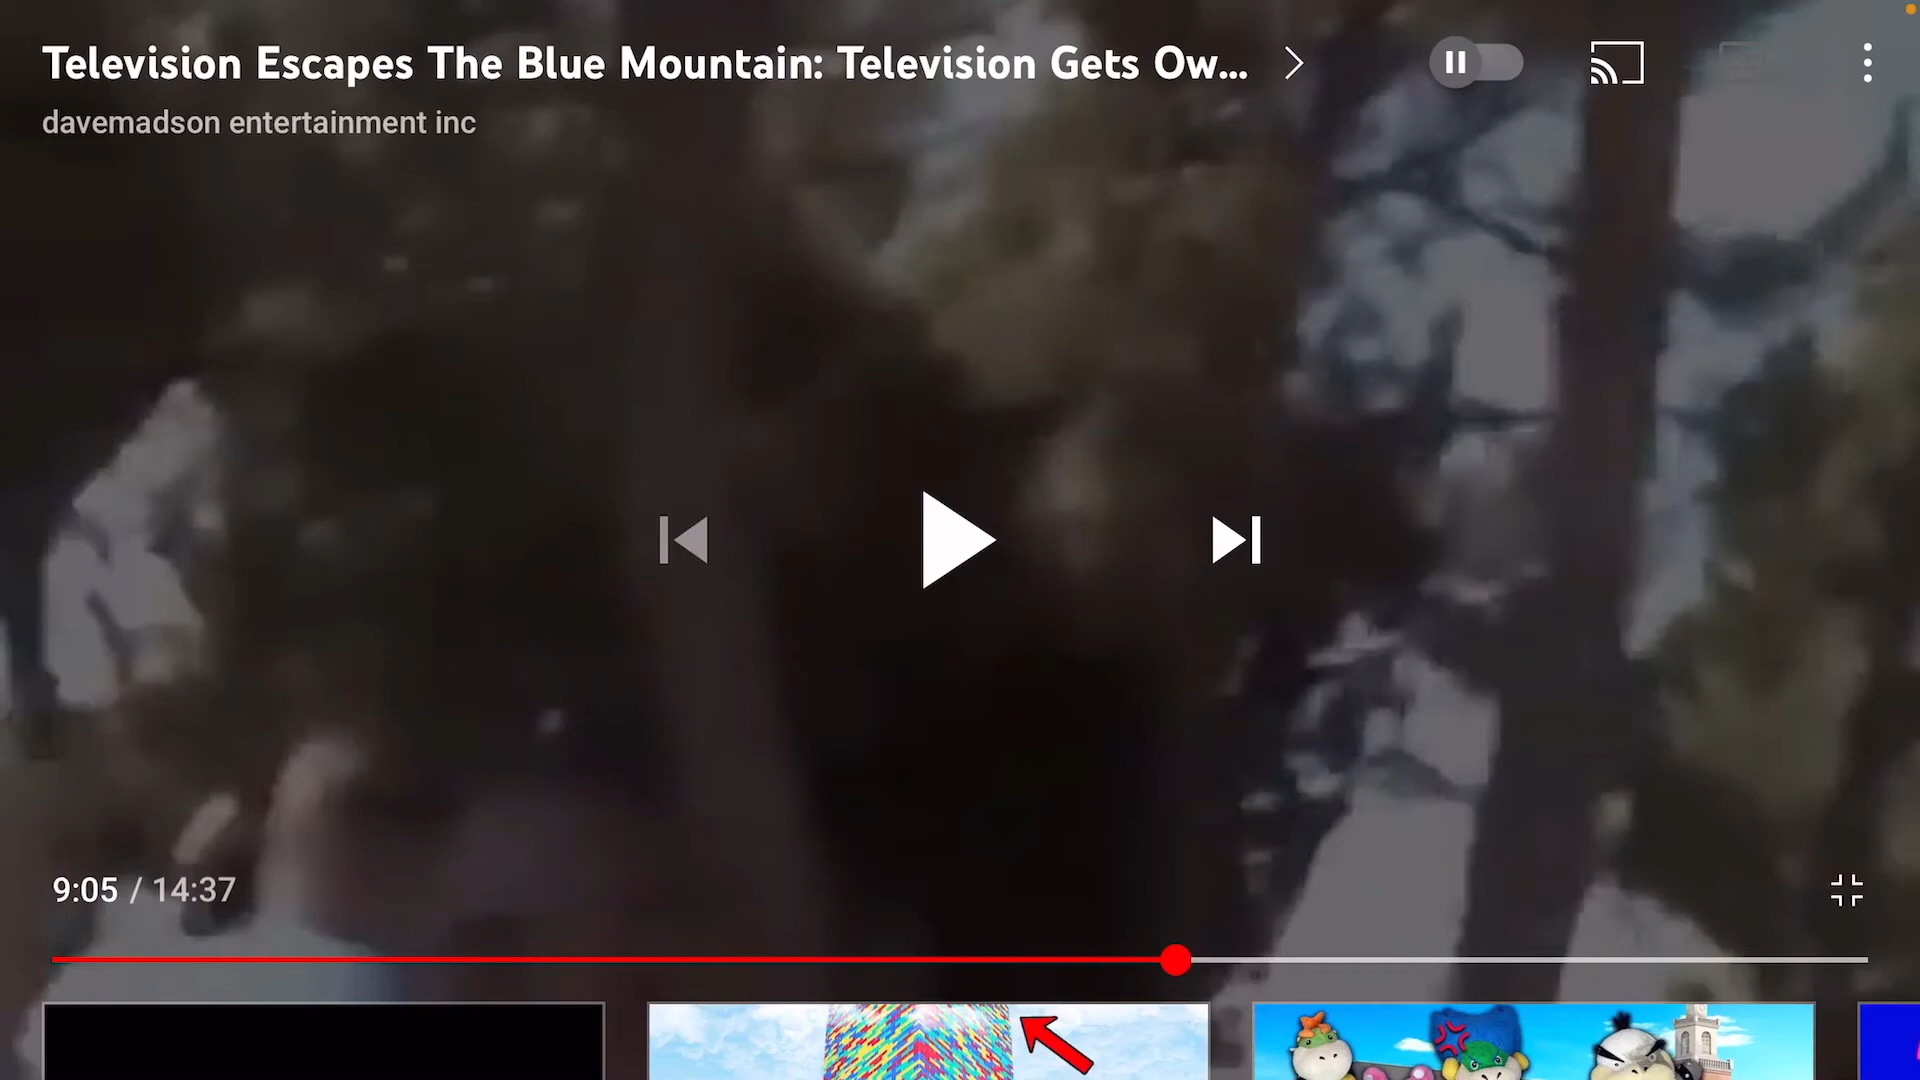 Television Escapes The Blue Mountain: Television Gets Ow...
davemadson entertainment inc
9:05 / 14:37